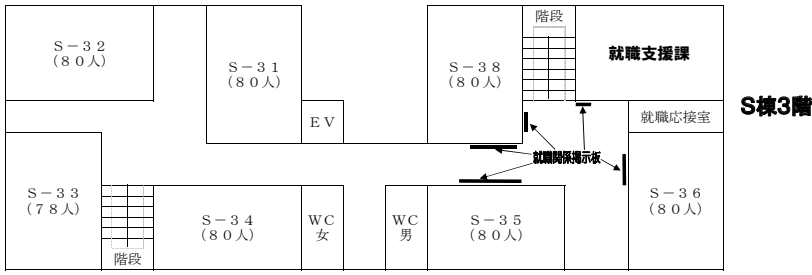 階段
S－３２
（８０人）
S－３１
（８０人）
S－３８
（８０人）
就職支援課
S棟3階
ＥＶ
就職応接室
就職関係掲示板
S－３３
（７８人）
S－３４
（８０人）
ＷＣ
女
ＷＣ
男
S－３５
（８０人）
S－３６
（８０人）
階段